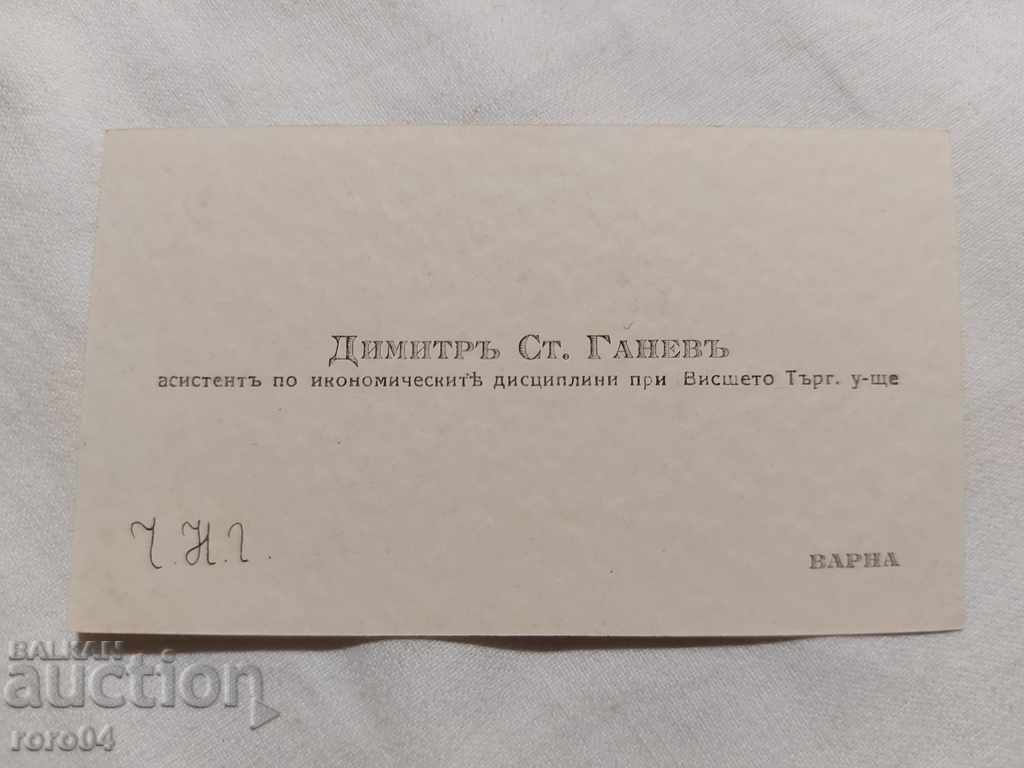 Димитръ Ст. Ганевъ
асистентъ по икономическитѣ дисциплини при Висшето Търг. у-ще
Ч.Н.Г.
ВАРНА
BALKAN
auction
roro04